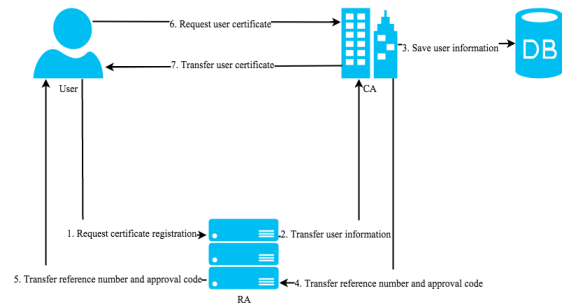 6. Request user certificate
3. Save user information
DB
7. Transfer user certificate
User
CA
1. Request certificate registration
2. Transfer user information
5. Transfer reference number and approval code
4. Transfer reference number and approval code
RA